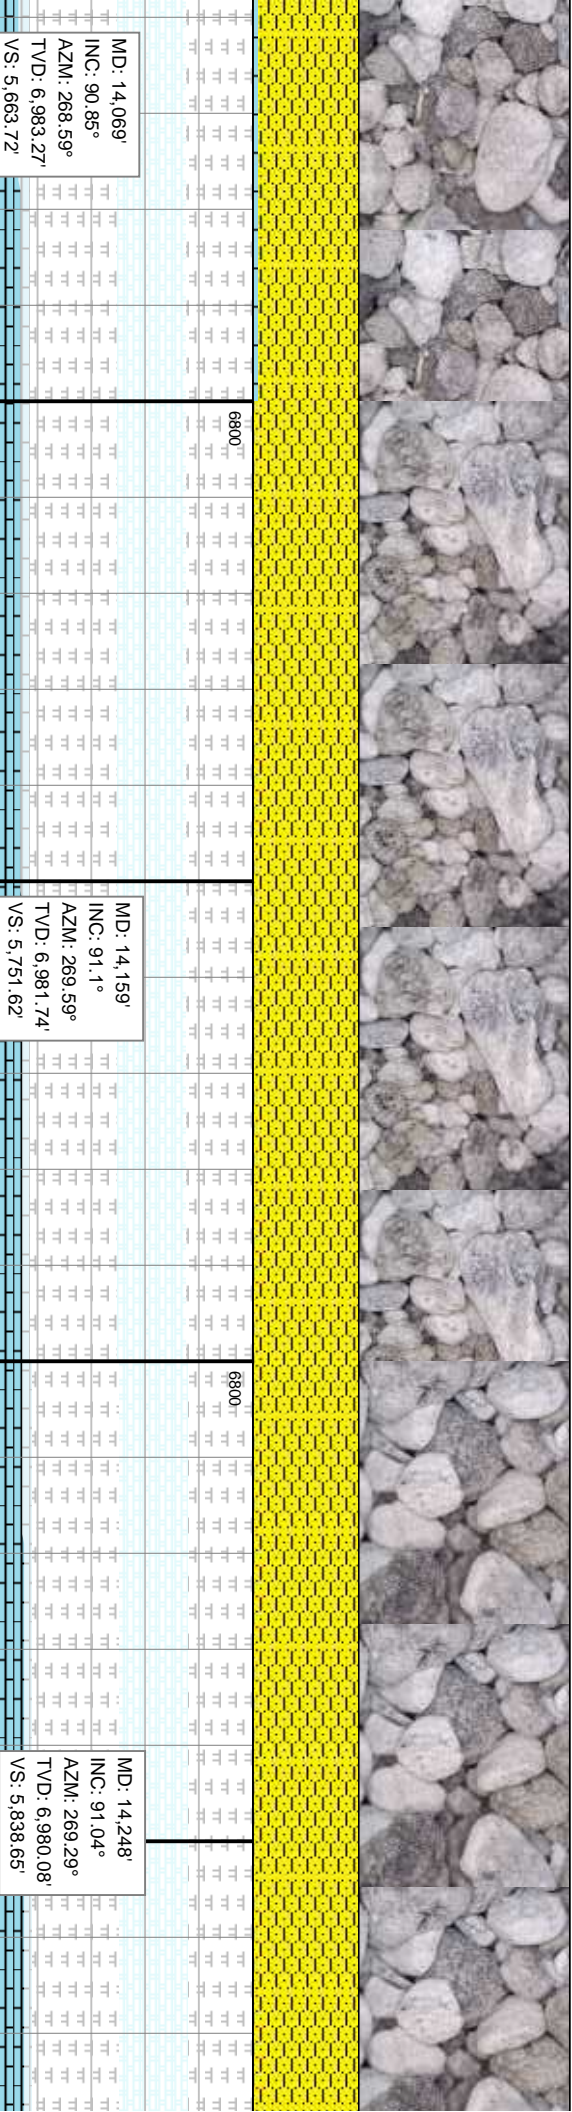 MD: 14,069'
INC: 90.85°
AZM: 268.59°
TVD: 6,983.27'
VS: 5,663.72'
6800
MD: 14,159'
INC: 91.1°
AZM: 269.59°
TVD: 6,981.74'
VS: 5,751.62'
6800
MD: 14,248'
INC: 91.04°
AZM: 269.29°
TVD: 6,980.08'
VS: 5,838.65'